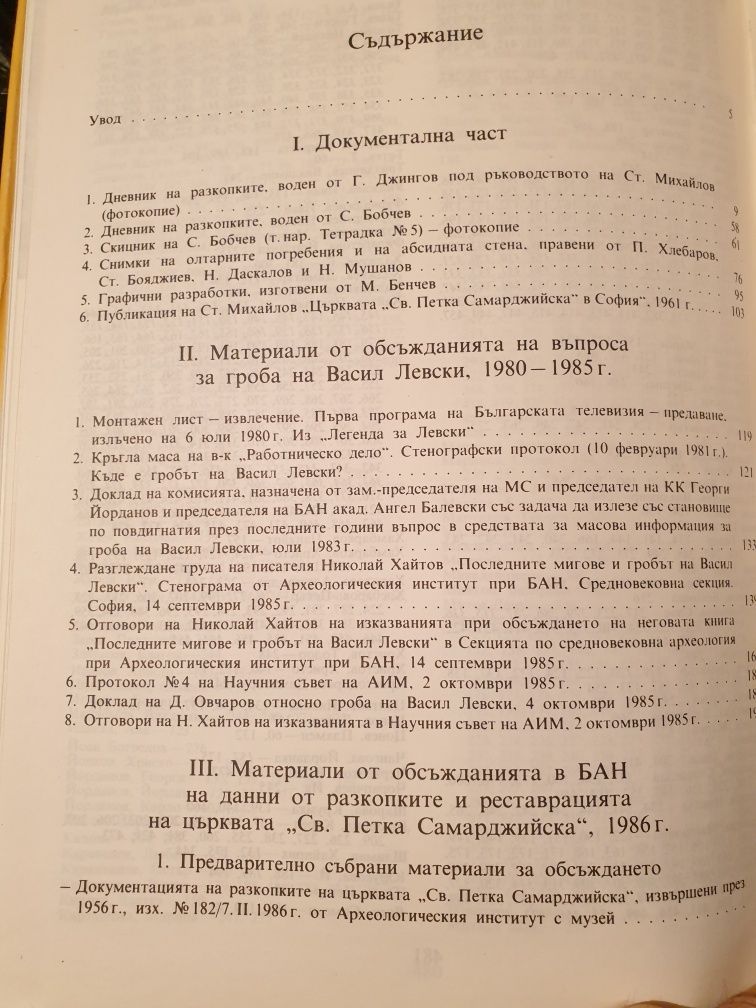 Съдържание
Увод . . . . . . . . . . . . . . . . . . . . . . . . . . . . . . 5
I. Документална част
1. Дневник на разкопките, воден от Г. Джингов под ръководството на Ст. Михайлов
(фотокопие) . . . . . . . . . . . . . . . . . . . . . . . . . . 9
2. Дневник на разкопките, воден от С. Бобчев . . . . . . . . . . 58
3. Скицник на С. Бобчев (т. нар. Тетрадка № 5) – фотокопие . . . . . . 61
4. Снимки на олтарните погребения и на абсидната стена, правени от П. Хлебаров,
Ст. Бояджиев, Н. Даскалов и Н. Мушанов . . . . . . . . . . 76
5. Графични разработки, изготвени от М. Бенчев . . . . . . . . . . 95
6. Публикация на Ст. Михайлов „Църквата „Св. Петка Самарджийска“ в София“, 1961 г. . . . . . 103
II. Материали от обсъжданията на въпроса
за гроба на Васил Левски, 1980 – 1985 г.
1. Монтажен лист – извлечение. Първа програма на Българската телевизия – предаване,
излъчено на 6 юли 1980 г. Из „Легенда за Левски“ . . . . . . . . . . 119
2. Кръгла маса на в-к „Работническо дело“. Стенографски протокол (10 февруари 1981 г.).
Къде е гробът на Васил Левски? . . . . . . . . . . 121
3. Доклад на комисията, назначена от зам.-председателя на МС и председател на КК Георги
Йорданов и председателя на БАН акад. Ангел Балевски със задача да излезе със становище
по повдигнатия през последните години въпрос в средствата за масова информация за
гроба на Васил Левски, юли 1983 г. . . . . . . . . . . 133
4. Разглеждане труда на писателя Николай Хайтов „Последните мигове и гробът на Васил
Левски“. Стенограма от Археологическия институт при БАН, Средновековна секция.
София, 14 септември 1985 г. . . . . . . . . . . 139
5. Отговори на Николай Хайтов на изказванията при обсъждането на неговата книга
„Последните мигове и гробът на Васил Левски“ в Секцията по средновековна археология
при Археологическия институт при БАН, 14 септември 1985 г. . . . . . . . . . . 16
6. Протокол № 4 на Научния съвет на АИМ, 2 октомври 1985 г. . . . . . . . . . . 18
7. Доклад на Д. Овчаров относно гроба на Васил Левски, 4 октомври 1985 г. . . . . . . . 18
8. Отговори на Н. Хайтов на изказванията в Научния съвет на АИМ, 2 октомври 1985 г. . . . . 19
III. Материали от обсъжданията в БАН
на данни от разкопките и реставрацията
на църквата „Св. Петка Самарджийска“, 1986 г.
1. Предварително събрани материали за обсъждането
– Документацията на разкопките на църквата „Св. Петка Самарджийска“, извършени през
1956 г., изх. № 182/7. II. 1986 г. от Археологическия институт с музей . . . . . . . . . .